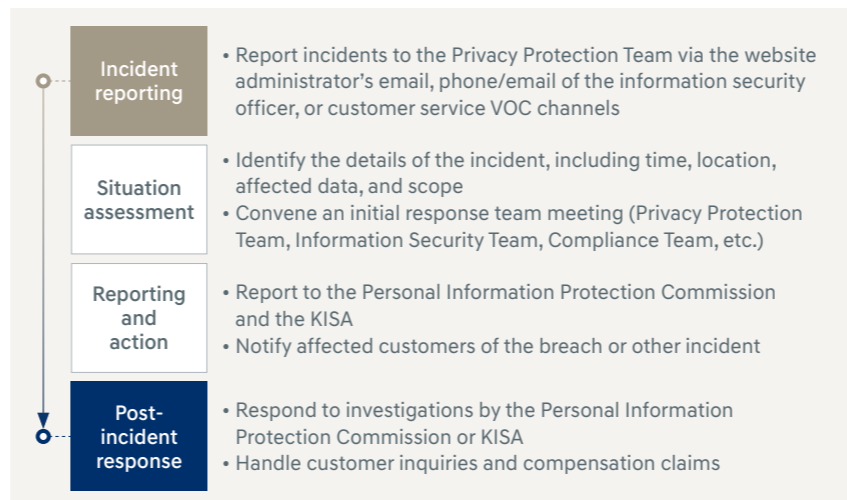 Incident
reporting
• Report incidents to the Privacy Protection Team via the website
administrator's email, phone/email of the information security
officer, or customer service VOC channels
Situation
assessment
• Identify the details of the incident, including time, location,
affected data, and scope
• Convene an initial response team meeting (Privacy Protection
Team, Information Security Team, Compliance Team, etc.)
Reporting
and
action
• Report to the Personal Information Protection Commission
and the KISA
• Notify affected customers of the breach or other incident
Post-
incident
response
• Respond to investigations by the Personal Information
Protection Commission or KISA
• Handle customer inquiries and compensation claims